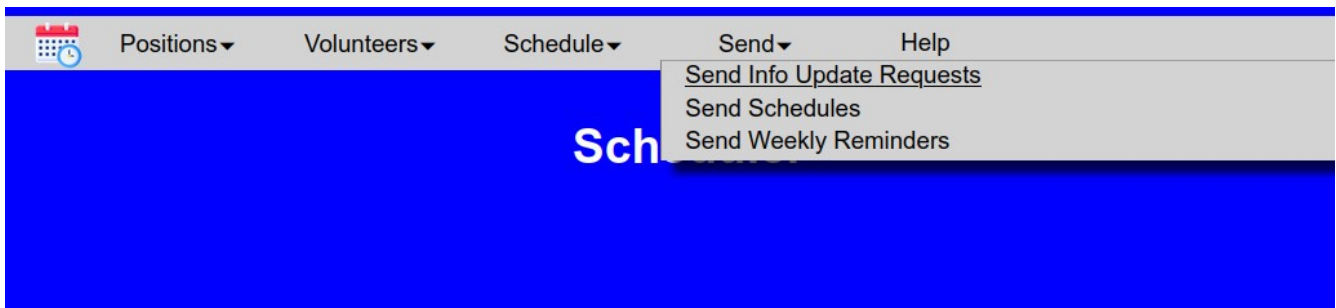 Positions Volunteers Schedule Send Help
Send Info Update Requests
Send Schedules
Send Weekly Reminders